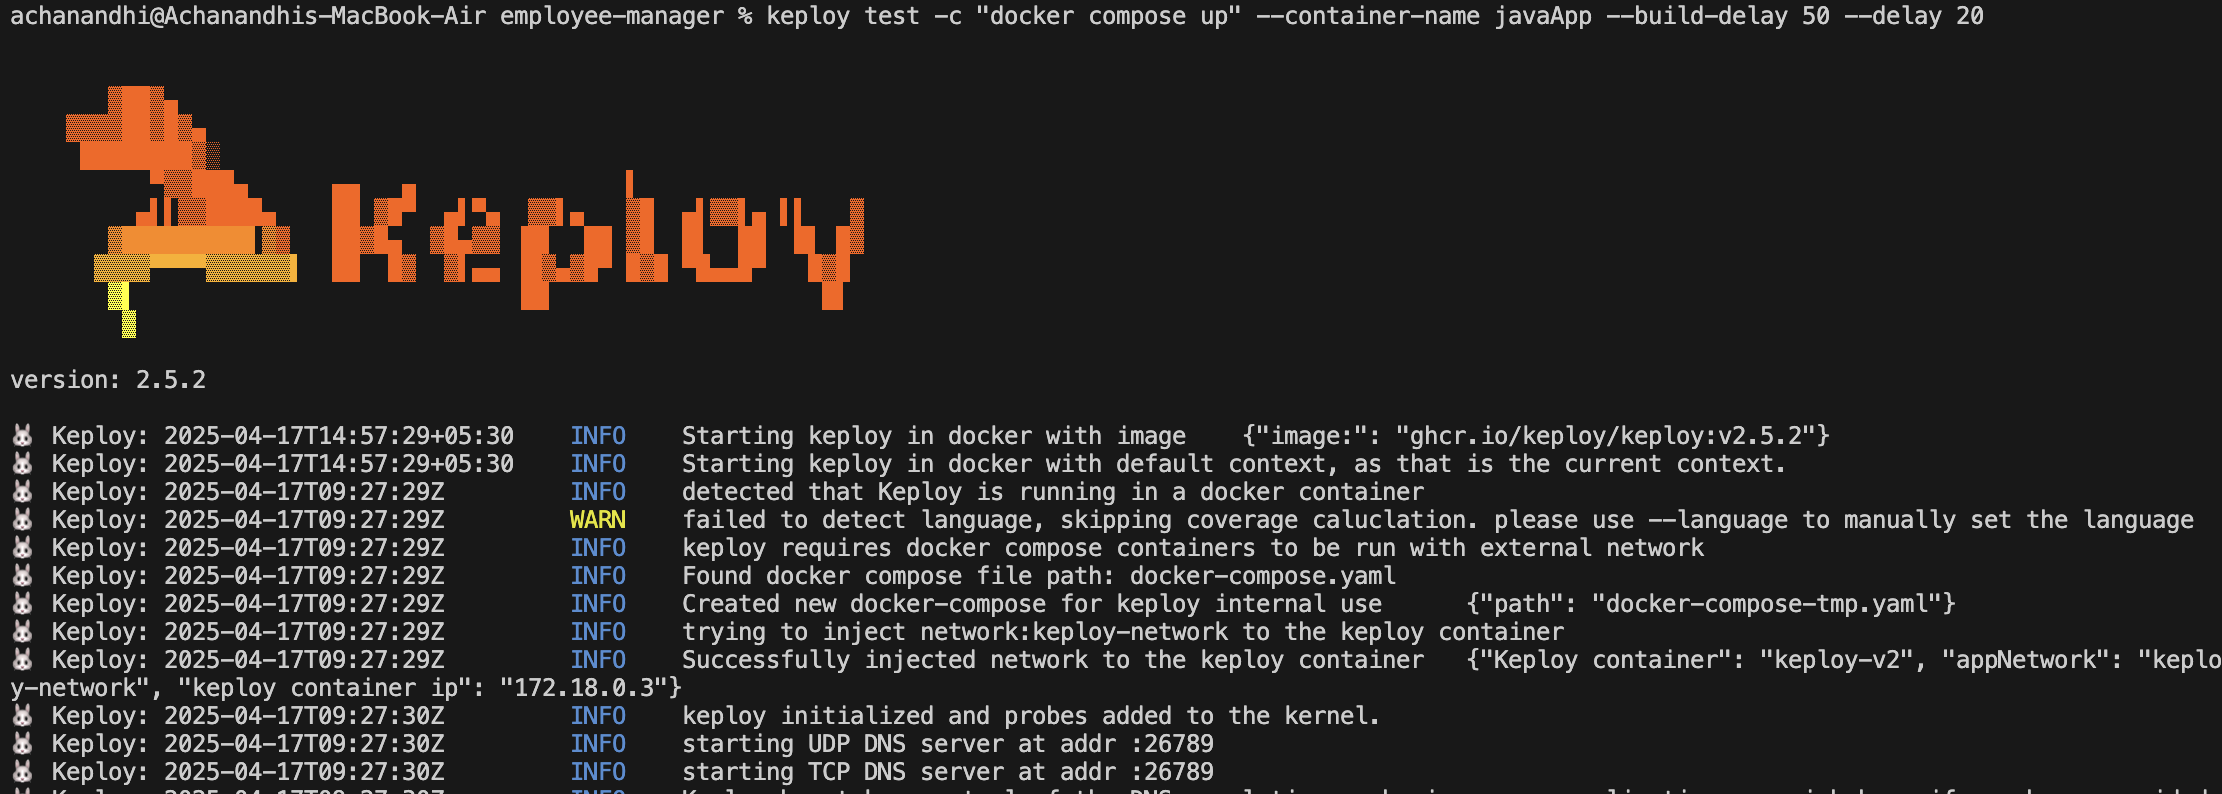 achanandhi@Achanandhis-MacBook-Air employee-manager % keploy test -c "docker compose up" --container-name javaApp --build-delay 50 --delay 20
Keploy
version: 2.5.2
🐰 Keploy: 2025-04-17T14:57:29+05:30 INFO Starting keploy in docker with image {"image:": "ghcr.io/keploy/keploy:v2.5.2"}
🐰 Keploy: 2025-04-17T14:57:29+05:30 INFO Starting keploy in docker with default context, as that is the current context.
🐰 Keploy: 2025-04-17T09:27:29Z INFO detected that Keploy is running in a docker container
🐰 Keploy: 2025-04-17T09:27:29Z WARN failed to detect language, skipping coverage caluclation. please use --language to manually set the language
🐰 Keploy: 2025-04-17T09:27:29Z INFO keploy requires docker compose containers to be run with external network
🐰 Keploy: 2025-04-17T09:27:29Z INFO Found docker compose file path: docker-compose.yaml
🐰 Keploy: 2025-04-17T09:27:29Z INFO Created new docker-compose for keploy internal use {"path": "docker-compose-tmp.yaml"}
🐰 Keploy: 2025-04-17T09:27:29Z INFO trying to inject network:keploy-network to the keploy container
🐰 Keploy: 2025-04-17T09:27:29Z INFO Successfully injected network to the keploy container {"Keploy container": "keploy-v2", "appNetwork": "keplo
y-network", "keploy container ip": "172.18.0.3"}
🐰 Keploy: 2025-04-17T09:27:30Z INFO keploy initialized and probes added to the kernel.
🐰 Keploy: 2025-04-17T09:27:30Z INFO starting UDP DNS server at addr :26789
🐰 Keploy: 2025-04-17T09:27:30Z INFO starting TCP DNS server at addr :26789